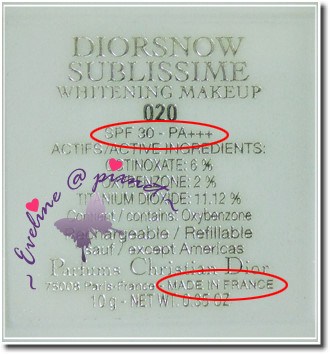 DIORSNOW
SUBLISSIME
WHITENING MAKEUP
020
SPF 30 - PA+++
ACTIFS/ACTIVE INGREDIENTS:
OCTINOXATE: 6 %
OXYBENZONE: 2 %
TITANIUM DIOXIDE: 11.12 %
Contient / contains: Oxybenzone
Rechargeable / Refillable
sauf / except Americas
Parfums Christian Dior
75008 Paris-France - MADE IN FRANCE
10 g - NET WT. 0.35 OZ
~ Eveline @